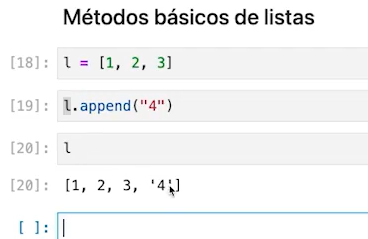 Métodos básicos de listas
[18]: l = [1, 2, 3]
[19]: l.append("4")
[20]: l
[20]: [1, 2, 3, '4']
[ ]: